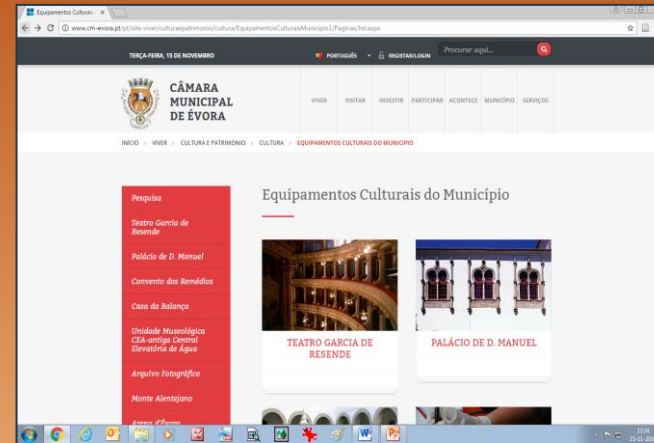 Equipamentos Culturais
www.cm-evora.pt/pt/site-viver/culturaepatrimonio/cultura/EquipamentosCulturaisMunicipio1/Paginas/list.aspx
TERÇA-FEIRA, 15 DE NOVEMBRO
PORTUGUÊS
REGISTAR/LOGIN
Procurar aqui...
CÂMARA
MUNICIPAL
DE ÉVORA
VIVER VISITAR INVESTIR PARTICIPAR ACONTECE MUNICÍPIO SERVIÇOS
INÍCIO > VIVER > CULTURA E PATRIMÓNIO > CULTURA > EQUIPAMENTOS CULTURAIS DO MUNICÍPIO
Pesquisa
Teatro Garcia de
Resende
Palácio de D. Manuel
Convento dos Remédios
Casa da Balança
Unidade Museológica
CEA-antiga Central
Elevatória de Água
Arquivo Fotográfico
Monte Alentejano
Arena d'Évora
Equipamentos Culturais do Município
TEATRO GARCIA DE
RESENDE
PALÁCIO DE D. MANUEL
12:04